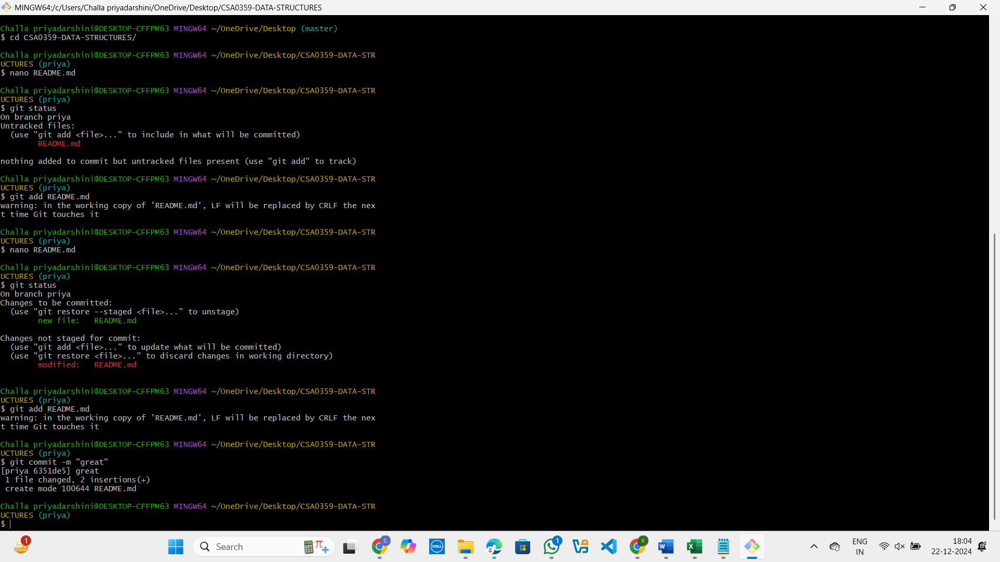 MINGW64:/c/Users/Challa priyadarshini/OneDrive/Desktop/CSA0359-DATA-STRUCTURES
Challa priyadarshini@DESKTOP-CFFPM63 MINGW64 ~/OneDrive/Desktop (master)
$ cd CSA0359-DATA-STRUCTURES/
Challa priyadarshini@DESKTOP-CFFPM63 MINGW64 ~/OneDrive/Desktop/CSA0359-DATA-STR
UCTURES (priya)
$ nano README.md
Challa priyadarshini@DESKTOP-CFFPM63 MINGW64 ~/OneDrive/Desktop/CSA0359-DATA-STR
UCTURES (priya)
$ git status
On branch priya
Untracked files:
  (use "git add <file>..." to include in what will be committed)
        README.md
nothing added to commit but untracked files present (use "git add" to track)
Challa priyadarshini@DESKTOP-CFFPM63 MINGW64 ~/OneDrive/Desktop/CSA0359-DATA-STR
UCTURES (priya)
$ git add README.md
warning: in the working copy of 'README.md', LF will be replaced by CRLF the nex
t time Git touches it
Challa priyadarshini@DESKTOP-CFFPM63 MINGW64 ~/OneDrive/Desktop/CSA0359-DATA-STR
UCTURES (priya)
$ nano README.md
Challa priyadarshini@DESKTOP-CFFPM63 MINGW64 ~/OneDrive/Desktop/CSA0359-DATA-STR
UCTURES (priya)
$ git status
On branch priya
Changes to be committed:
  (use "git restore --staged <file>..." to unstage)
        new file:   README.md
Changes not staged for commit:
  (use "git add <file>..." to update what will be committed)
  (use "git restore <file>..." to discard changes in working directory)
        modified:   README.md
Challa priyadarshini@DESKTOP-CFFPM63 MINGW64 ~/OneDrive/Desktop/CSA0359-DATA-STR
UCTURES (priya)
$ git add README.md
warning: in the working copy of 'README.md', LF will be replaced by CRLF the nex
t time Git touches it
Challa priyadarshini@DESKTOP-CFFPM63 MINGW64 ~/OneDrive/Desktop/CSA0359-DATA-STR
UCTURES (priya)
$ git commit -m "great"
[priya 6351de5] great
 1 file changed, 2 insertions(+)
 create mode 100644 README.md
Challa priyadarshini@DESKTOP-CFFPM63 MINGW64 ~/OneDrive/Desktop/CSA0359-DATA-STR
UCTURES (priya)
$
1
Search
C
DELL
1
C
W
X
ENG
IN
18:04
22-12-2024